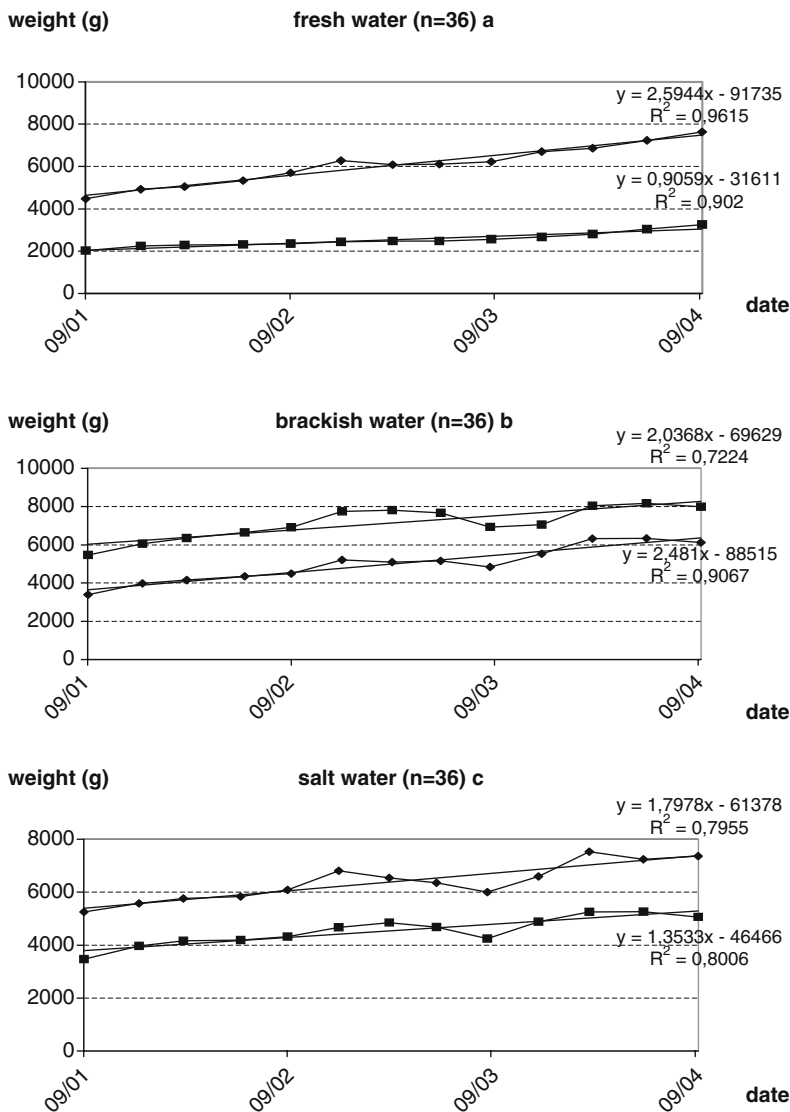 weight (g) fresh water (n=36) a
10000
y = 2,5944x - 91735
R² = 0,9615
8000
6000
y = 0,9059x - 31611
R² = 0,902
4000
2000
0
09/01 09/02 09/03 09/04
date
weight (g) brackish water (n=36) b
y = 2,0368x - 69629
R² = 0,7224
10000
8000
6000
y = 2,481x - 88515
R² = 0,9067
4000
2000
0
09/01 09/02 09/03 09/04
date
weight (g) salt water (n=36) c
y = 1,7978x - 61378
R² = 0,7955
8000
6000
4000
y = 1,3533x - 46466
R² = 0,8006
2000
0
09/01 09/02 09/03 09/04
date